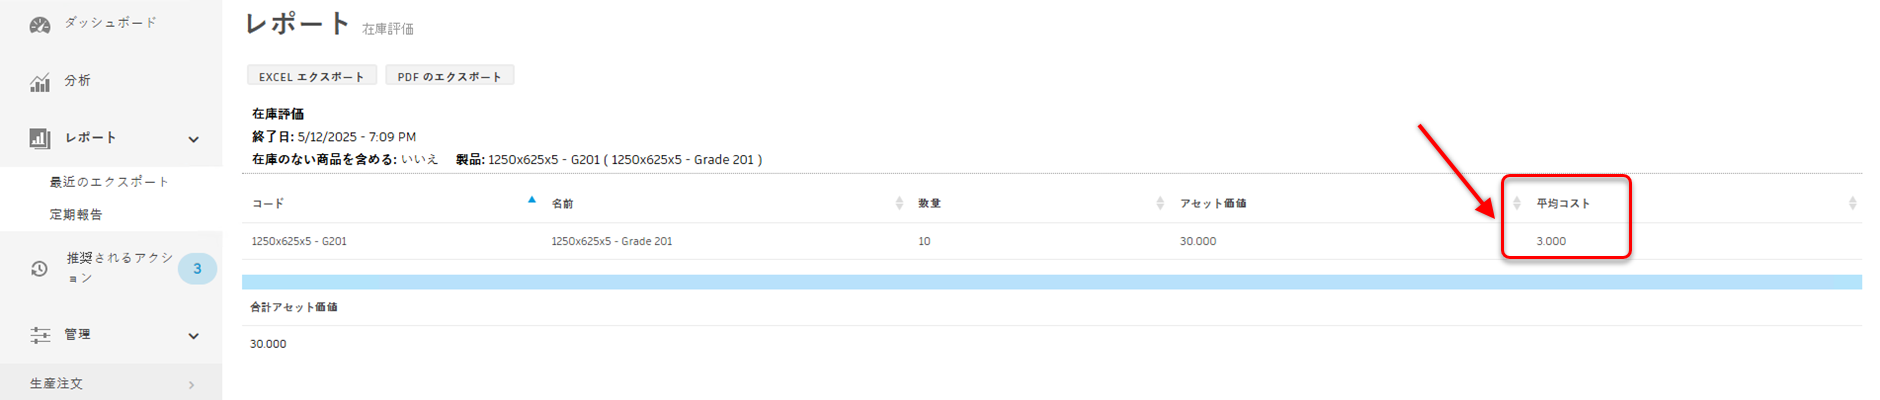 ダッシュボード
分析
レポート
最近のエクスポート
定期報告
推奨されるアクシ
ョン
3
管理
生産注文
レポート 在庫評価
EXCEL エクスポート PDF のエクスポート
在庫評価
終了日: 5/12/2025 - 7:09 PM
在庫のない商品を含める: いいえ 製品: 1250x625x5 - G201 ( 1250x625x5 - Grade 201 )
コード 名前 数量 アセット価値 平均コスト
1250x625x5 - G201 1250x625x5 - Grade 201 10 30.000 3.000
合計アセット価値
30.000